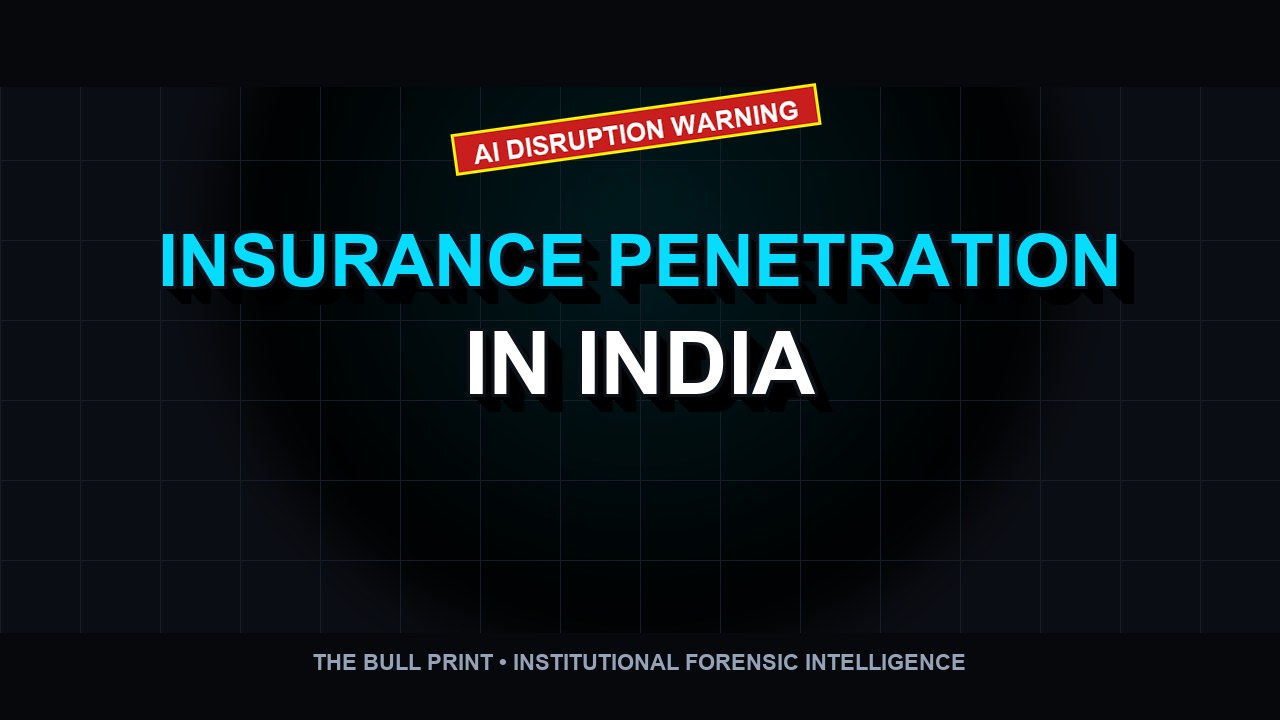 AI DISRUPTION WARNING
INSURANCE PENETRATION
IN INDIA
THE BULL PRINT • INSTITUTIONAL FORENSIC INTELLIGENCE